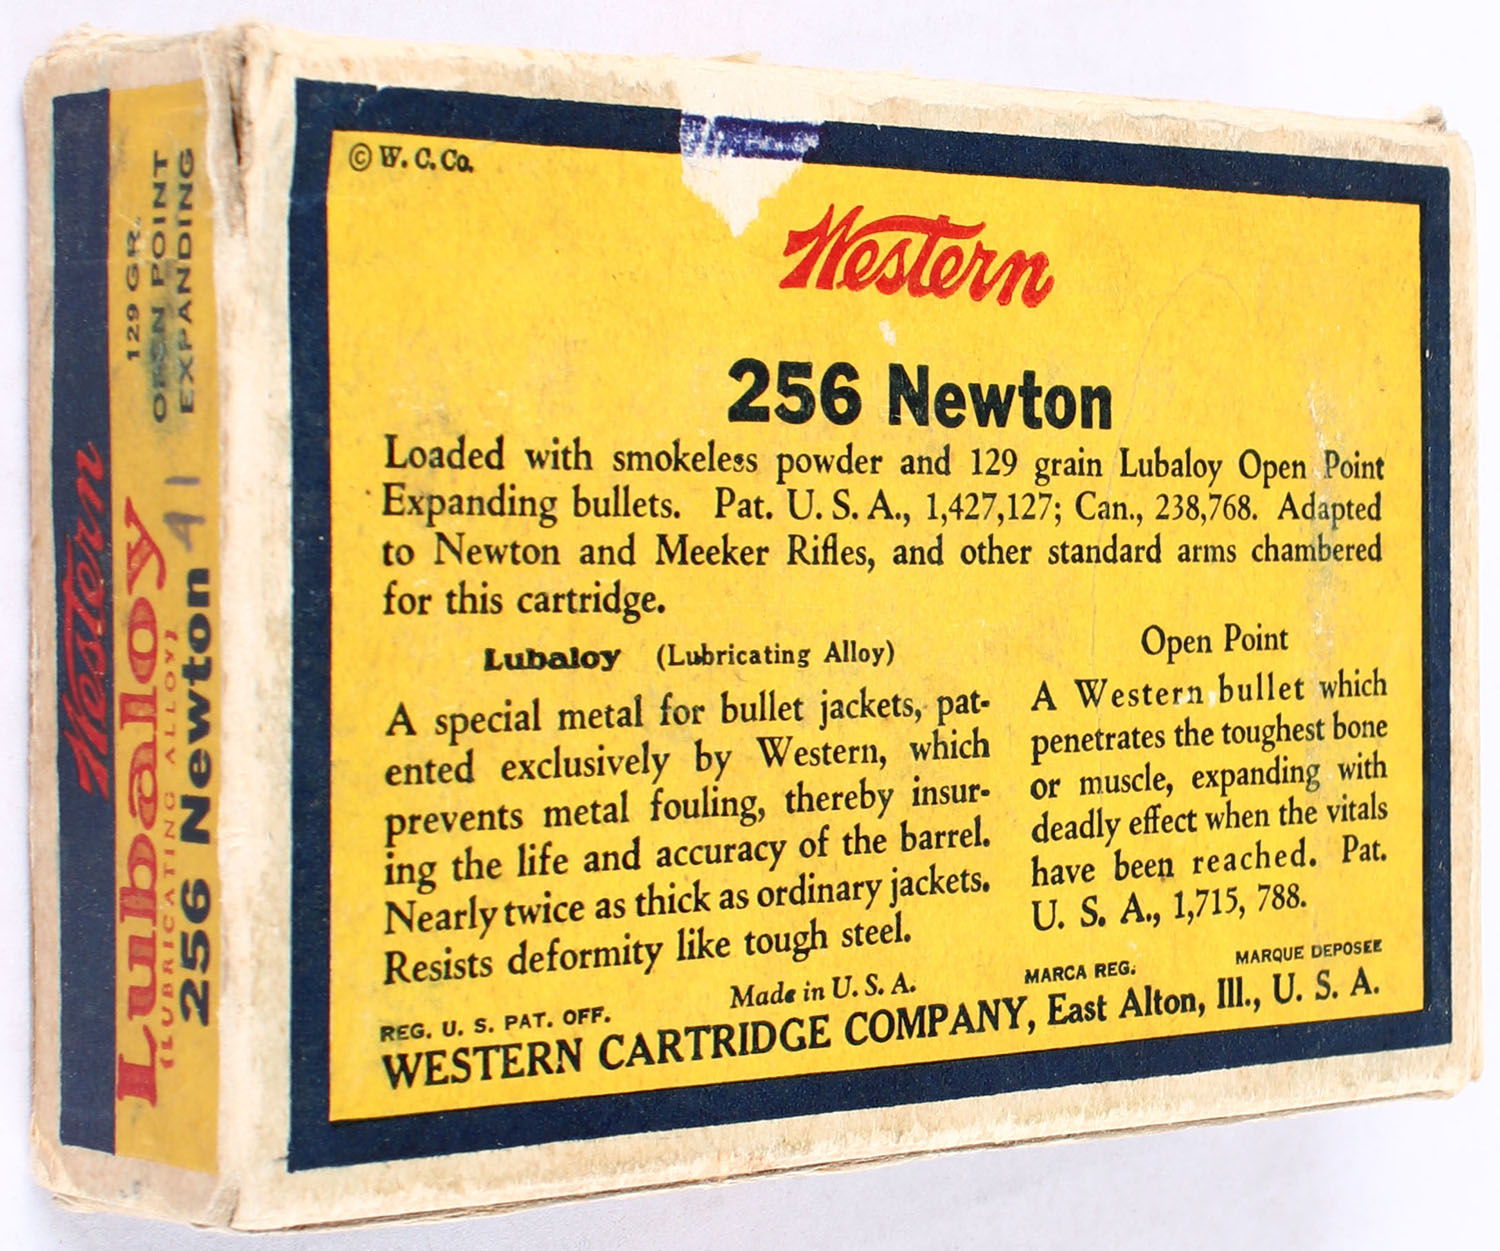 © W. C. Co.
Western
256 Newton
Loaded with smokeless powder and 129 grain Lubaloy Open Point
Expanding bullets. Pat. U. S. A., 1,427,127; Can., 238,768. Adapted
to Newton and Meeker Rifles, and other standard arms chambered
for this cartridge.
Lubaloy (Lubricating Alloy)
A special metal for bullet jackets, pat-
ented exclusively by Western, which
prevents metal fouling, thereby insur-
ing the life and accuracy of the barrel.
Nearly twice as thick as ordinary jackets.
Resists deformity like tough steel.
Open Point
A Western bullet which
penetrates the toughest bone
or muscle, expanding with
deadly effect when the vitals
have been reached. Pat.
U. S. A., 1,715, 788.
REG. U. S. PAT. OFF.
Made in U. S. A.
MARCA REG.
MARQUE DEPOSEE
WESTERN CARTRIDGE COMPANY, East Alton, Ill., U. S. A.
Western
Lubaloy
(LUBRICATING ALLOY)
256 Newton
129 GR.
OPEN POINT
EXPANDING